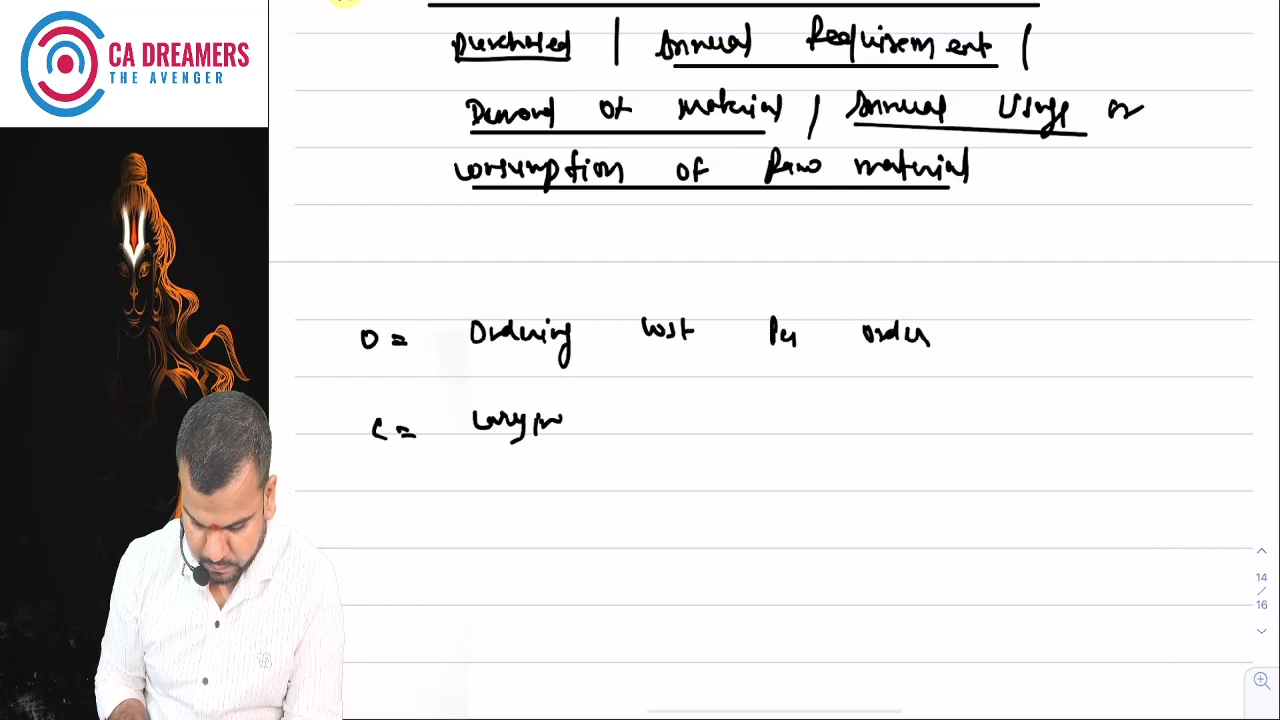 CA DREAMERS
THE AVENGER
purchased | Annual Requirement |
Demand of material | Annual Usage or
consumption of Raw material
O = Ordering cost Per order
C = Carryin
14
/
16